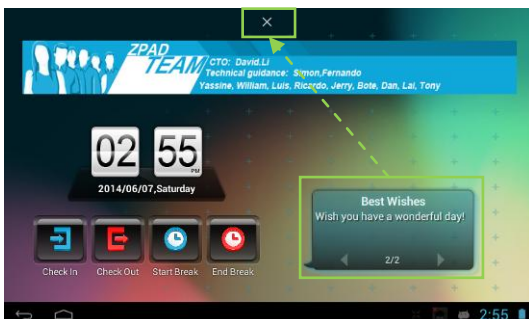 ×
ZPAD
TEAM
CTO: David.Li
Technical guidance: Simon,Fernando
Yassine, William, Luis, Ricardo, Jerry, Bote, Dan, Lai, Tony
02 55
PM
2014/06/07,Saturday
Best Wishes
Wish you have a wonderful day!
2/2
Check In
Check Out
Start Break
End Break
2:55